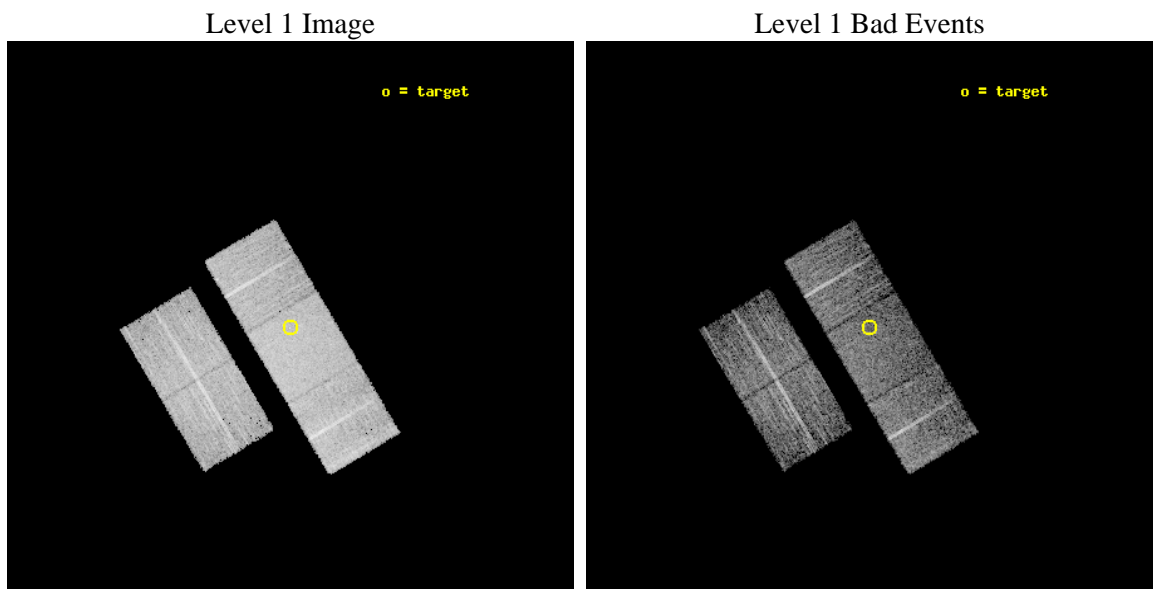 Level 1 Image
Level 1 Bad Events
o = target
o = target